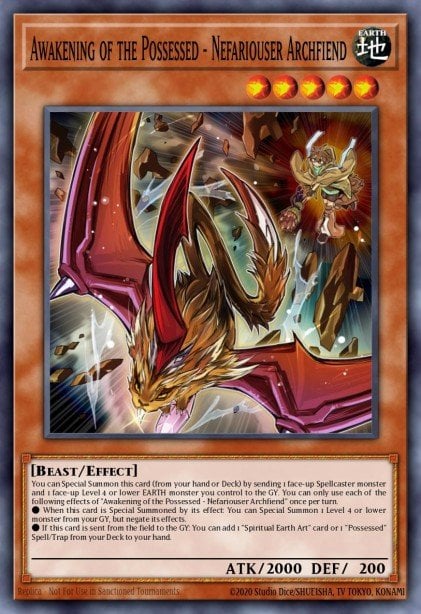 AWAKENING OF THE POSSESSED - NEFARIOUSER ARCHFIEND
EARTH
地
[BEAST/EFFECT]
You can Special Summon this card (from your hand or Deck) by sending 1 face-up Spellcaster monster
and 1 face-up Level 4 or lower EARTH monster you control to the GY. You can only use each of the
following effects of "Awakening of the Possessed - Nefariouser Archfiend" once per turn.
● When this card is Special Summoned by its effect: You can Special Summon 1 Level 4 or lower
monster from your GY, but negate its effects.
● If this card is sent from the field to the GY: You can add 1 "Spiritual Earth Art" card or 1 "Possessed"
Spell/Trap from your Deck to your hand.
ATK/2000 DEF/ 200
Replica - Not For Use in Sanctioned Tournaments
©2020 Studio Dice/SHUEISHA, TV TOKYO, KONAMI